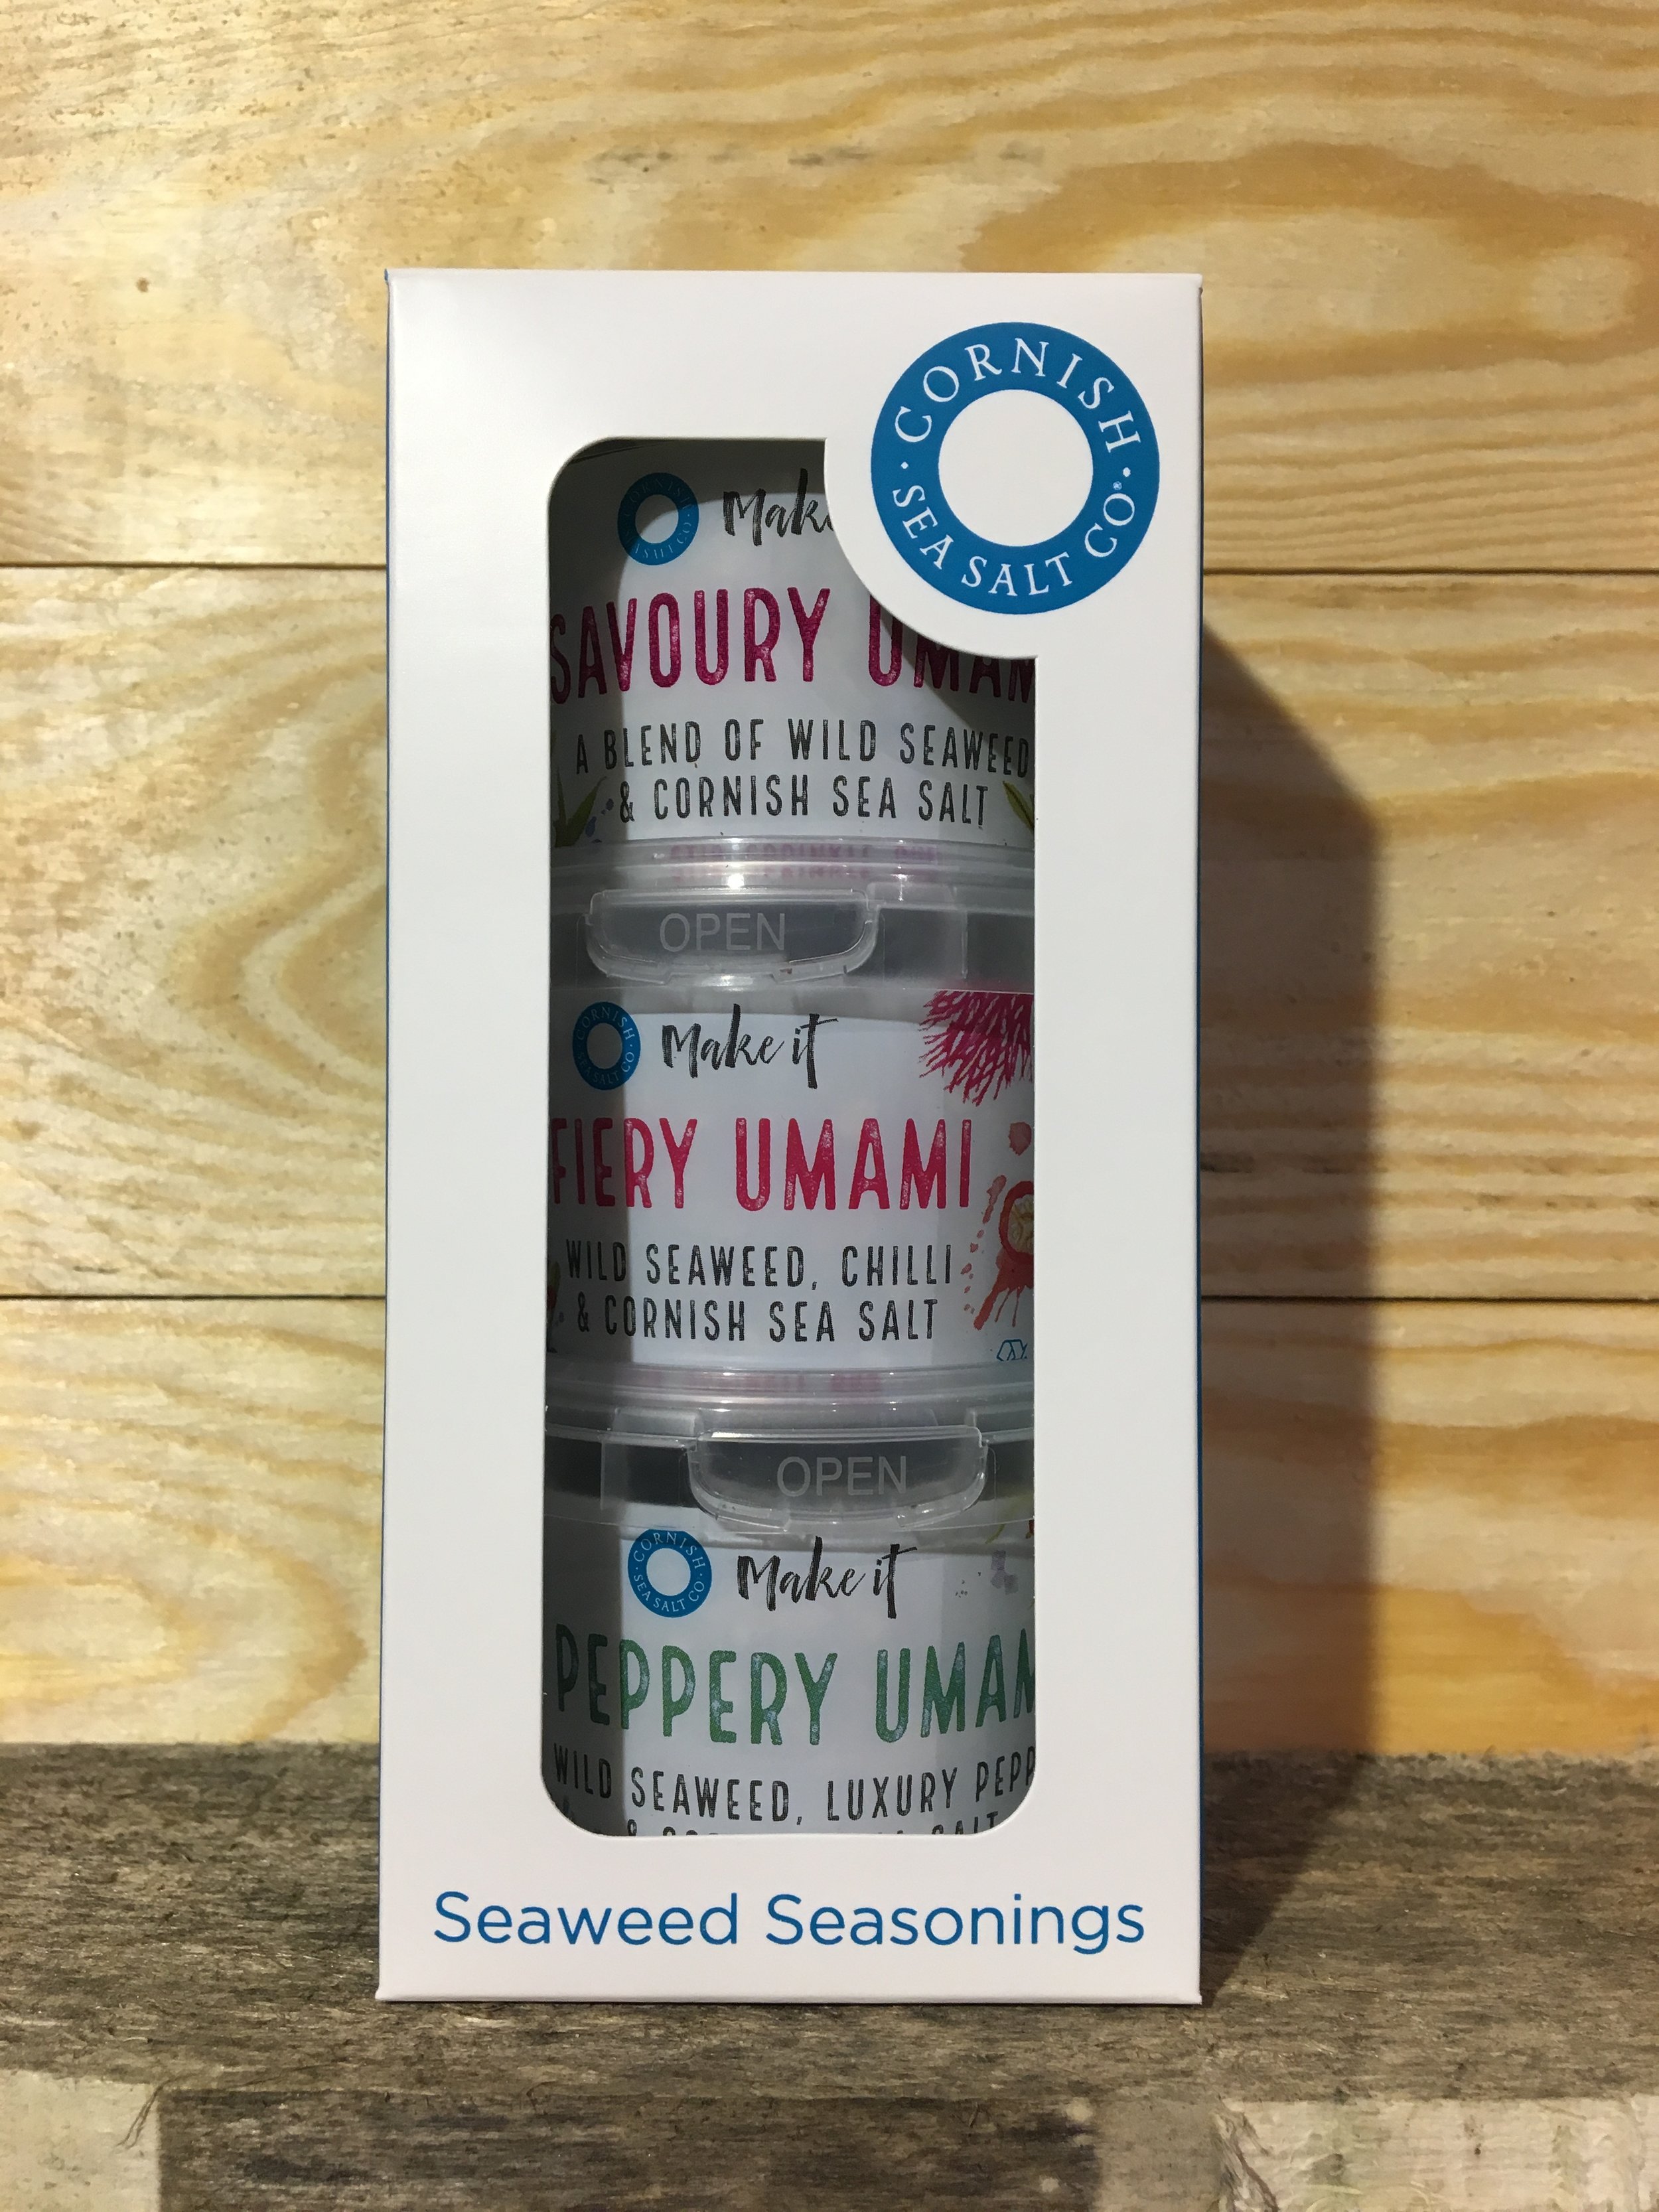 CORNISH
SEA SALT CO
Make
SAVOURY UMAM
A BLEND OF WILD SEAWEED
& CORNISH SEA SALT
OPEN
CORNISH
SEA SALT CO
Make it
FIERY UMAMI
WILD SEAWEED, CHILLI
& CORNISH SEA SALT
OPEN
CORNISH
SEA SALT CO
Make it
PEPPERY UMAM
WILD SEAWEED, LUXURY PEPP
Seaweed Seasonings